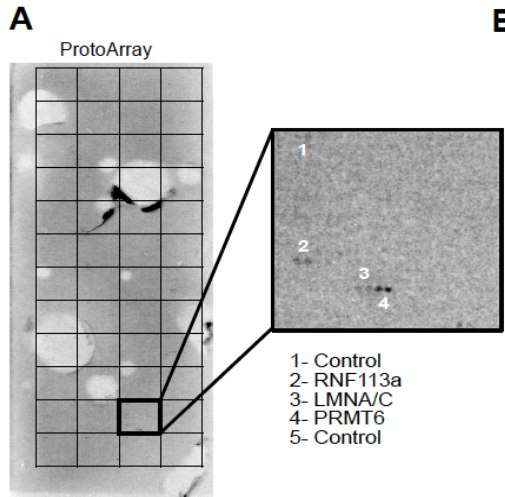 A
E
ProtoArray
1
2
3
4
1- Control
2- RNF113a
3- LMNA/C
4- PRMT6
5- Control